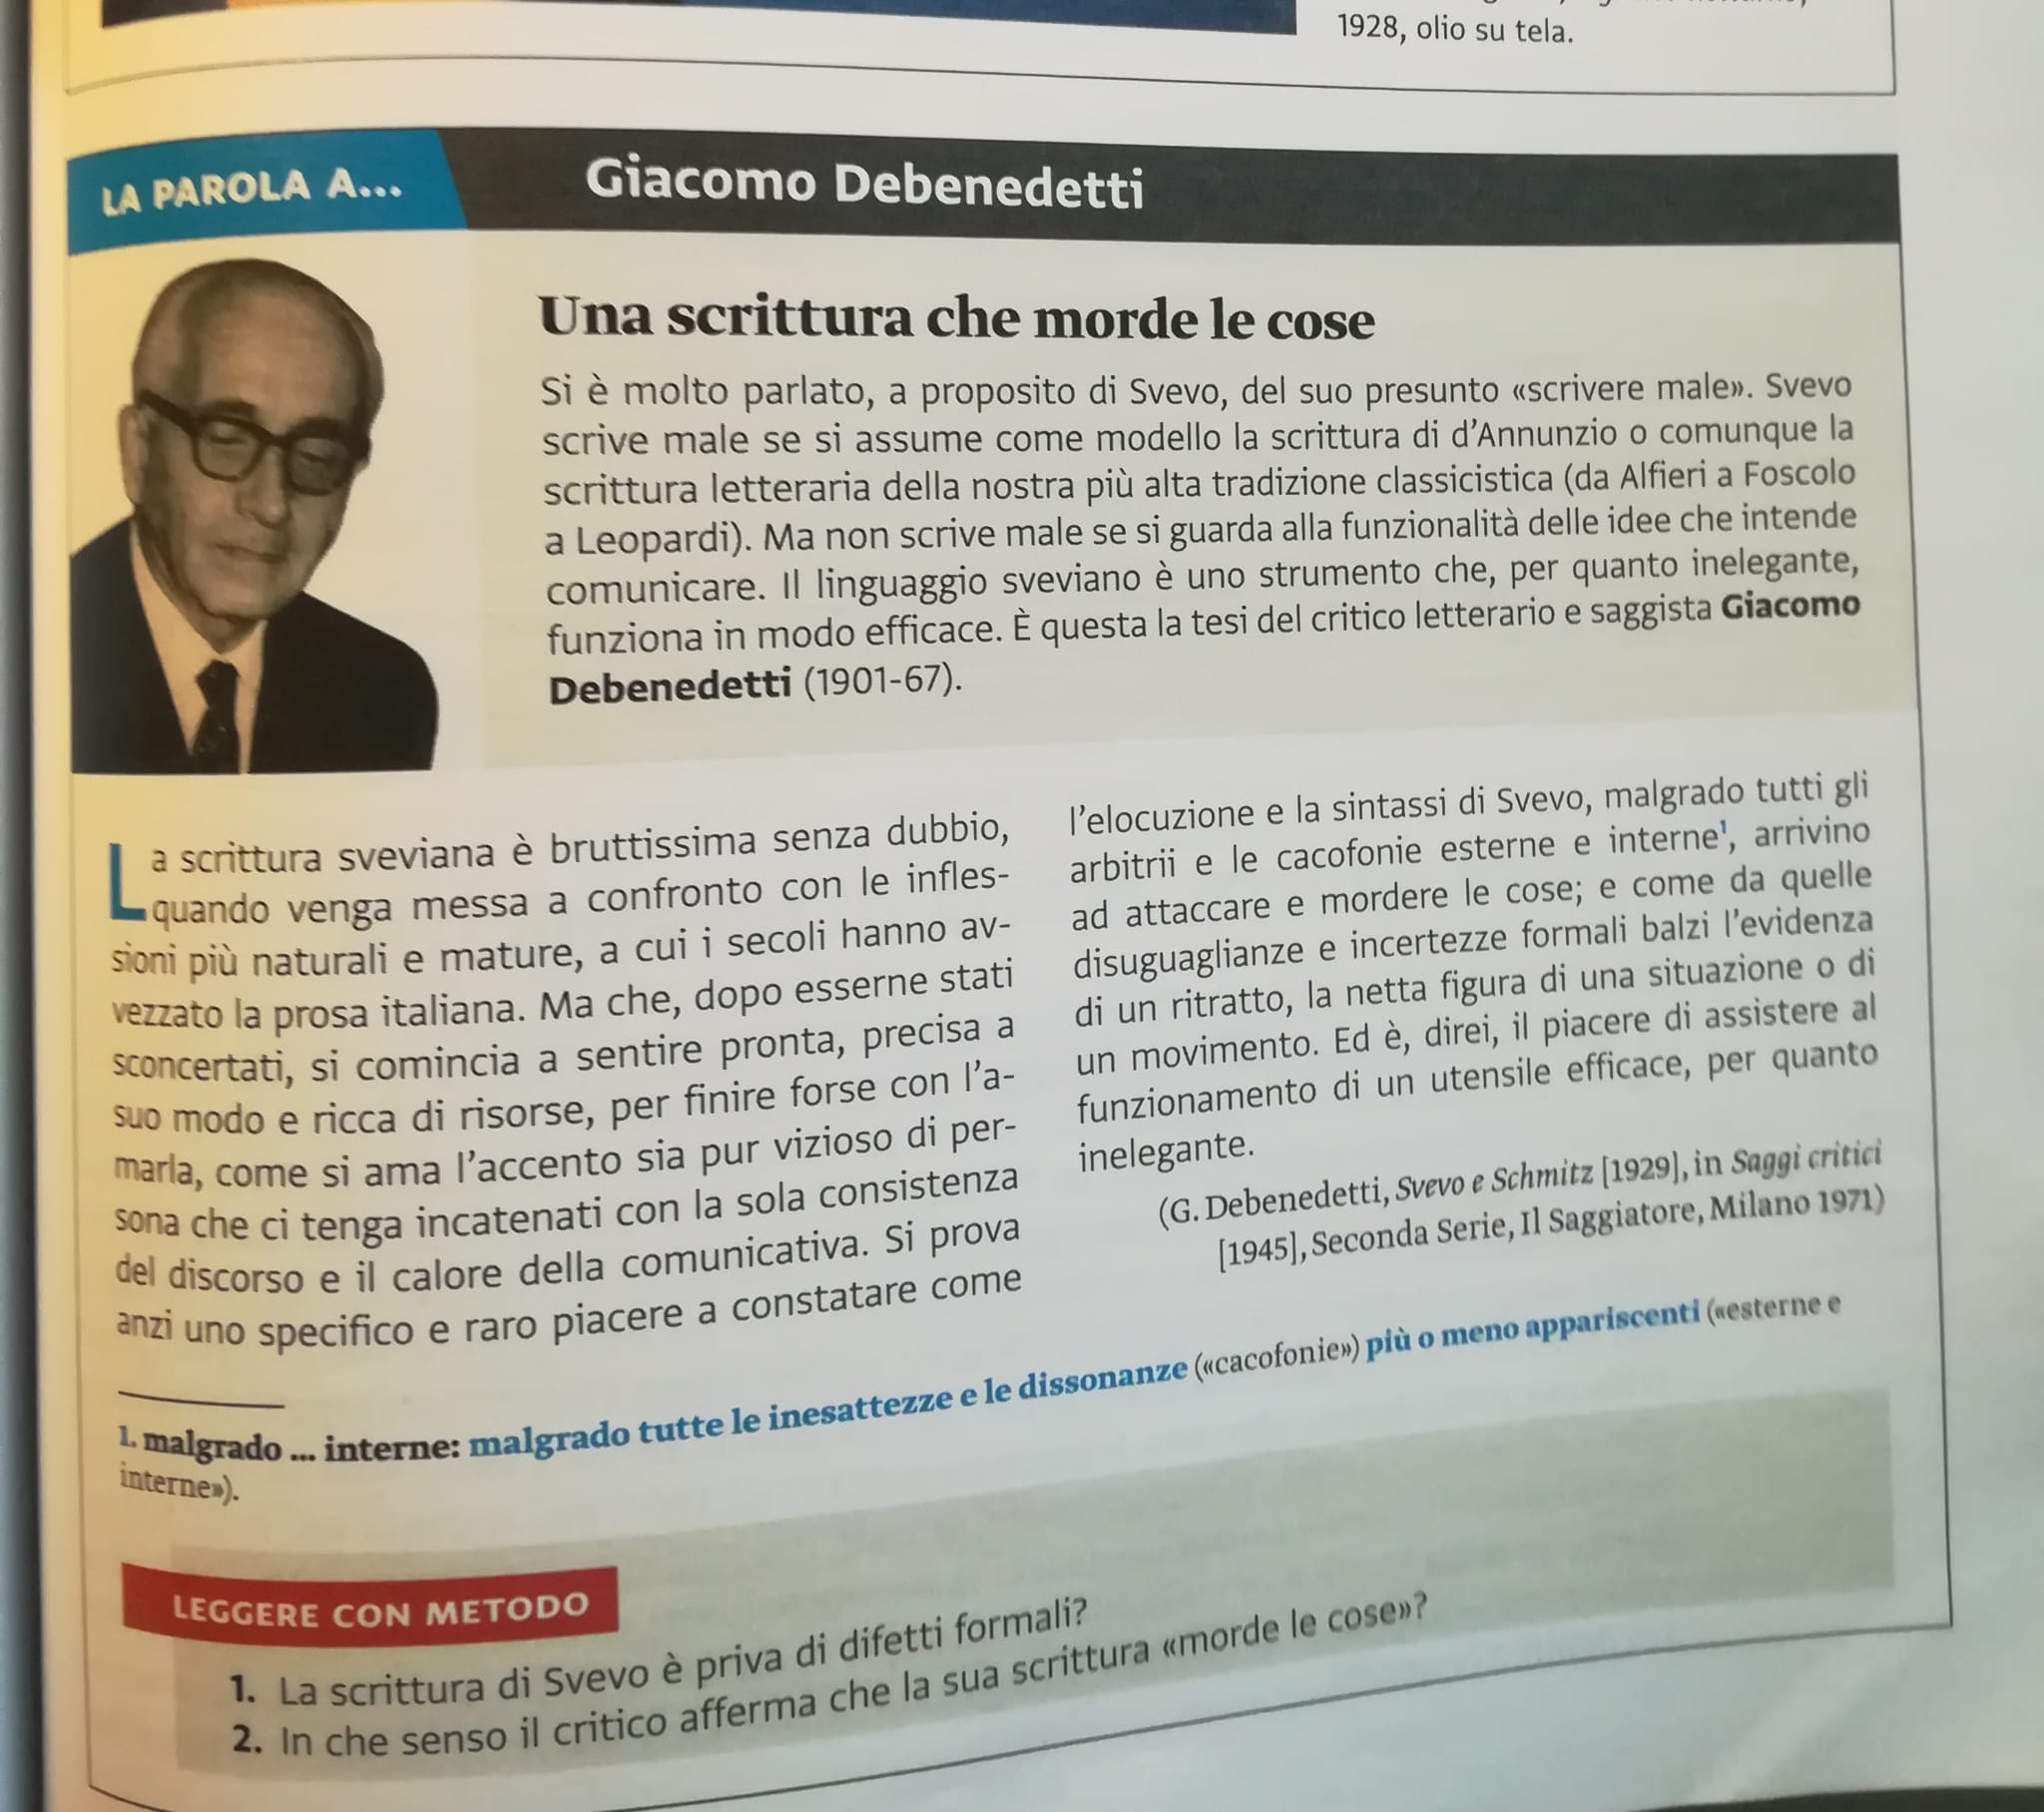 1928, olio su tela.
LA PAROLA A...
Giacomo Debenedetti
Una scrittura che morde le cose
Si è molto parlato, a proposito di Svevo, del suo presunto «scrivere male». Svevo
scrive male se si assume come modello la scrittura di d'Annunzio o comunque la
scrittura letteraria della nostra più alta tradizione classicistica (da Alfieri a Foscolo
a Leopardi). Ma non scrive male se si guarda alla funzionalità delle idee che intende
comunicare. Il linguaggio sveviano è uno strumento che, per quanto inelegante,
funziona in modo efficace. È questa la tesi del critico letterario e saggista Giacomo
Debenedetti (1901-67).
La scrittura sveviana è bruttissima senza dubbio,
quando venga messa a confronto con le infles-
sioni più naturali e mature, a cui i secoli hanno av-
vezzato la prosa italiana. Ma che, dopo esserne stati
sconcertati, si comincia a sentire pronta, precisa a
suo modo e ricca di risorse, per finire forse con l'a-
marla, come si ama l'accento sia pur vizioso di per-
sona che ci tenga incatenati con la sola consistenza
del discorso e il calore della comunicativa. Si prova
anzi uno specifico e raro piacere a constatare come
l'elocuzione e la sintassi di Svevo, malgrado tutti gli
arbitrii e le cacofonie esterne e interne¹, arrivino
ad attaccare e mordere le cose; e come da quelle
disuguaglianze e incertezze formali balzi l'evidenza
di un ritratto, la netta figura di una situazione o di
un movimento. Ed è, direi, il piacere di assistere al
funzionamento di un utensile efficace, per quanto
inelegante.
(G. Debenedetti, Svevo e Schmitz [1929], in Saggi critici
[1945], Seconda Serie, Il Saggiatore, Milano 1971)
1. malgrado ... interne: malgrado tutte le inesattezze e le dissonanze («cacofonie») più o meno appariscenti («esterne e
interne»).
LEGGERE CON METODO
1. La scrittura di Svevo è priva di difetti formali?
2. In che senso il critico afferma che la sua scrittura «morde le cose»?